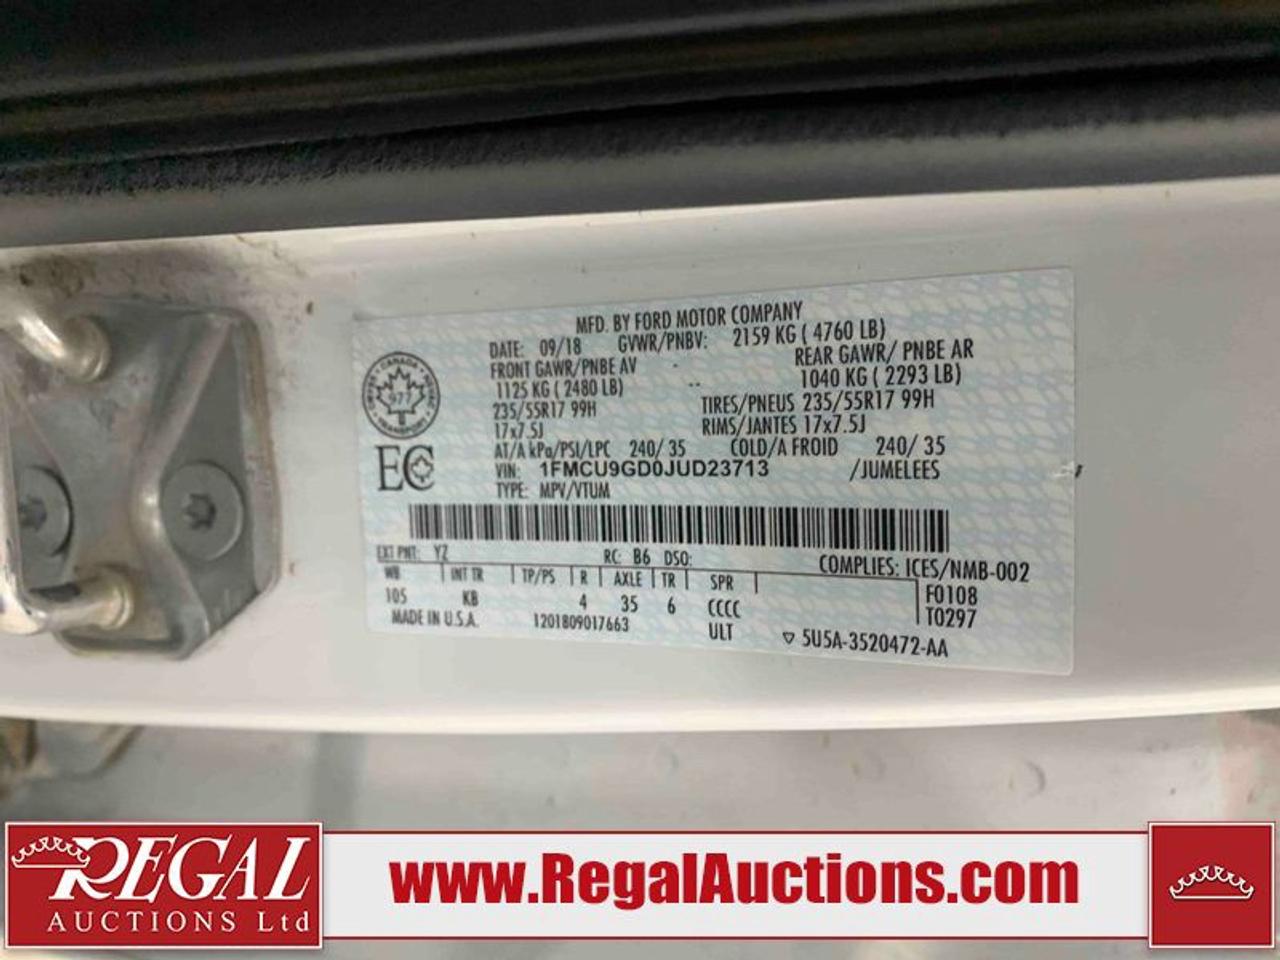 MFD. BY FORD MOTOR COMPANY
DATE: 09/18 GVWR/PNBV: 2159 KG ( 4760 LB)
FRONT GAWR/PNBE AV REAR GAWR/ PNBE AR
1125 KG ( 2480 LB) 1040 KG ( 2293 LB)
235/55R17 99H TIRES/PNEUS 235/55R17 99H
17x7.5J RIMS/JANTES 17x7.5J
AT/A kPa/PSI/LPC 240/ 35 COLD/A FROID 240/ 35
VIN: 1FMCU9GD0JUD23713 /JUMELEES
TYPE: MPV/VTUM
CANADA
977
TRANSPORT
EC
EXT PNT: YZ RC: B6 DSO: COMPLIES: ICES/NMB-002
WB INT TR TP/PS R AXLE TR SPR F0108
105 KB 4 35 6 CCCC T0297
MADE IN U.S.A. 1201809017663 ULT 5U5A-3520472-AA
REGAL
AUCTIONS Ltd
www.RegalAuctions.com